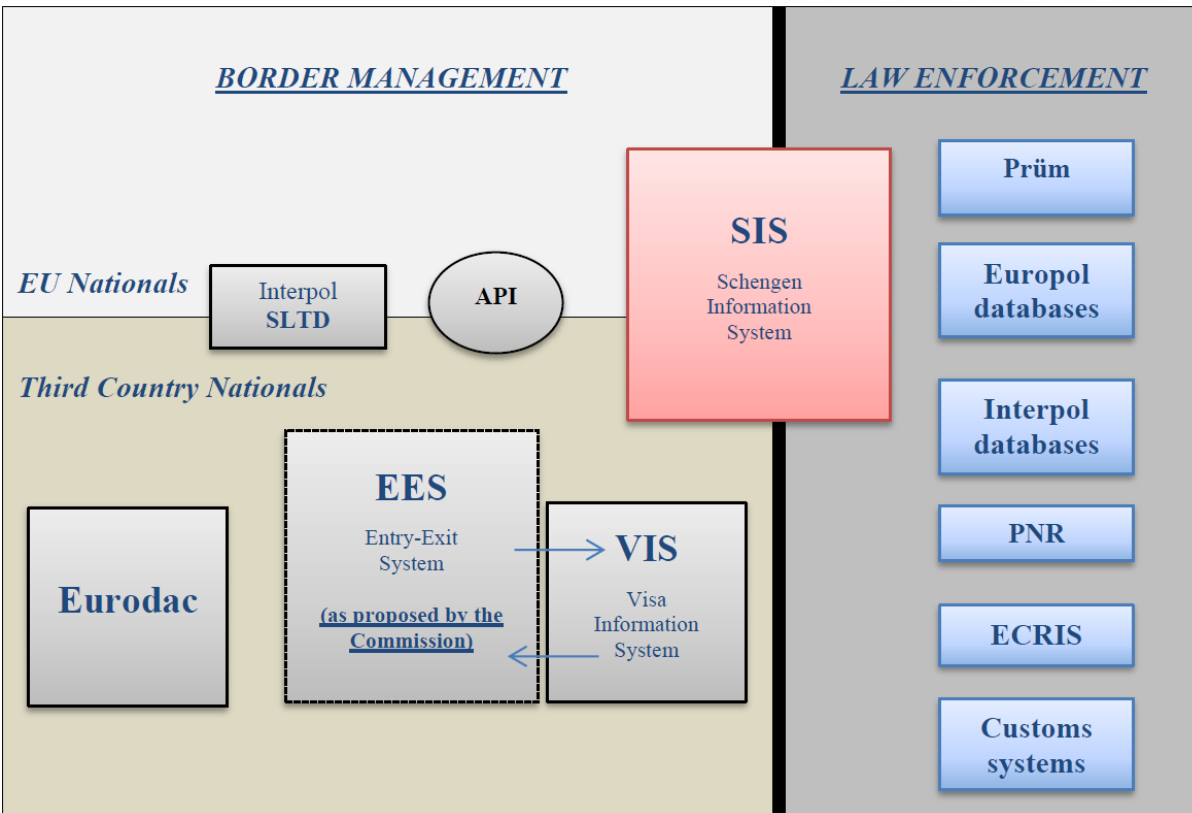 BORDER MANAGEMENT
LAW ENFORCEMENT
EU Nationals
Interpol
SLTD
API
SIS
Schengen
Information
System
Third Country Nationals
Eurodac
EES
Entry-Exit
System
(as proposed by the
Commission)
VIS
Visa
Information
System
Prüm
Europol
databases
Interpol
databases
PNR
ECRIS
Customs
systems